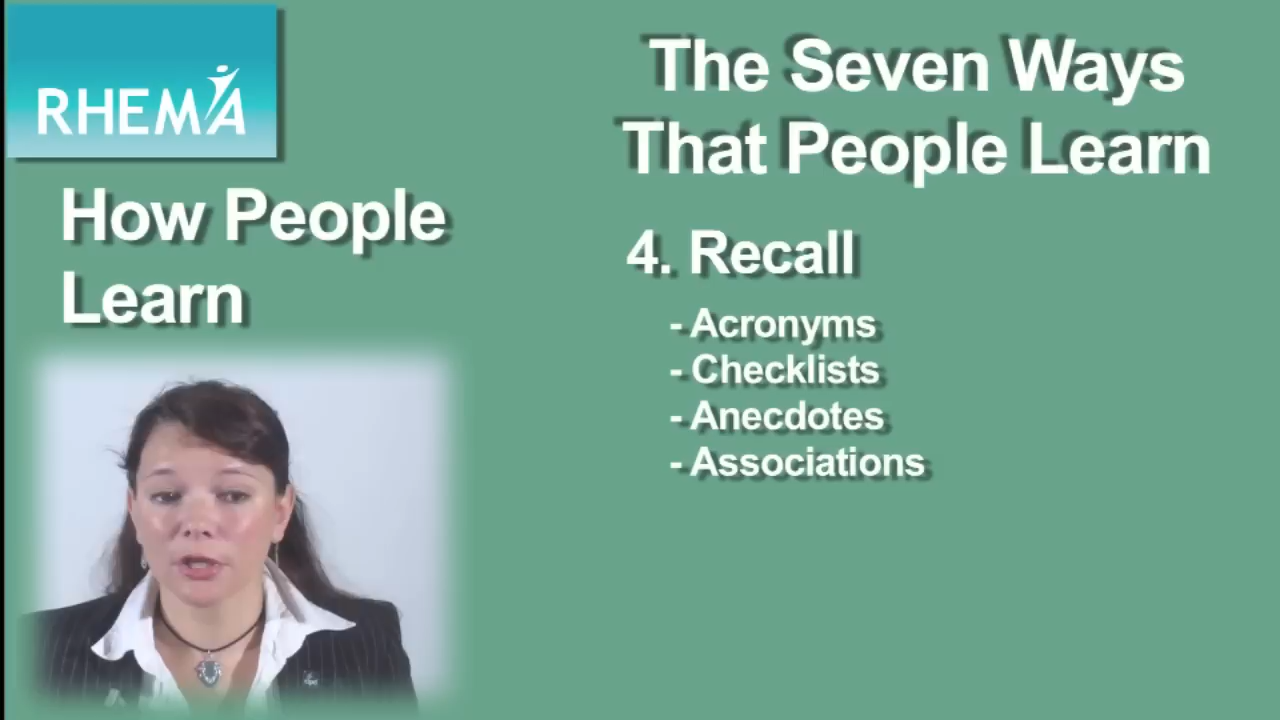 RHEMA
How People
Learn
The Seven Ways
That People Learn
4. Recall
- Acronyms
- Checklists
- Anecdotes
- Associations